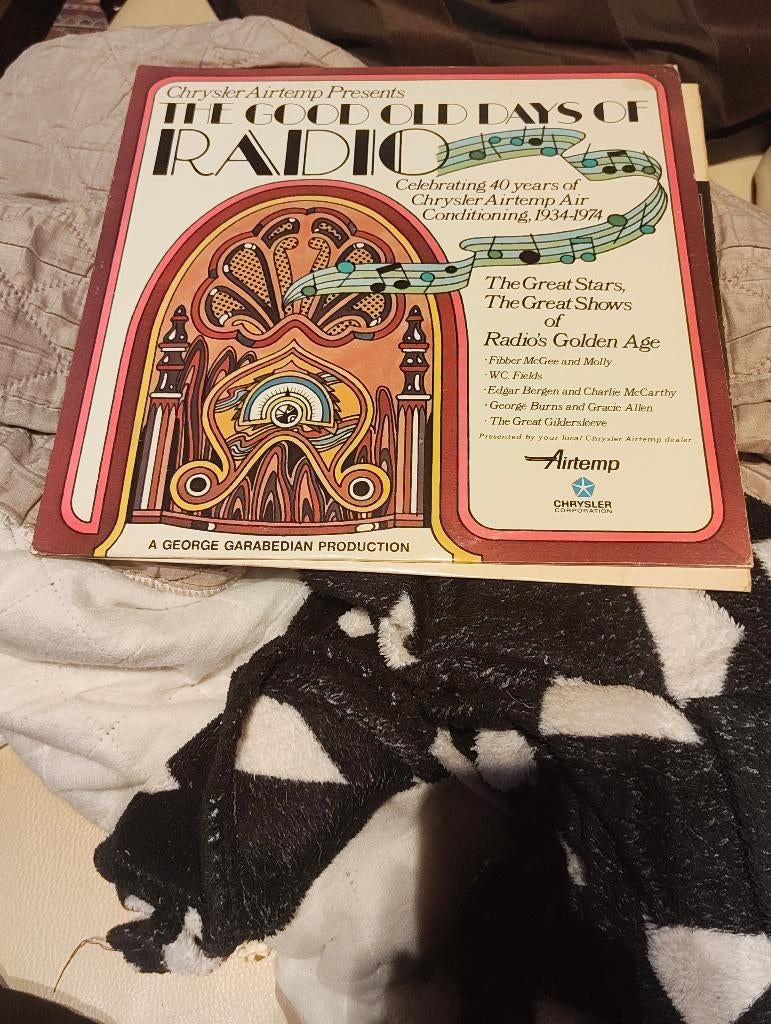 Chrysler Airtemp Presents
THE GOOD OLD DAYS OF
RADIO
Celebrating 40 years of
Chrysler Airtemp Air
Conditioning, 1934-1974
The Great Stars,
The Great Shows
of
Radio's Golden Age
·Fibber McGee and Molly
·W.C. Fields
·Edgar Bergen and Charlie McCarthy
·George Burns and Gracie Allen
·The Great Gildersleeve
Presented by your local Chrysler Airtemp dealer
Airtemp
CHRYSLER
CORPORATION
A GEORGE GARABEDIAN PRODUCTION